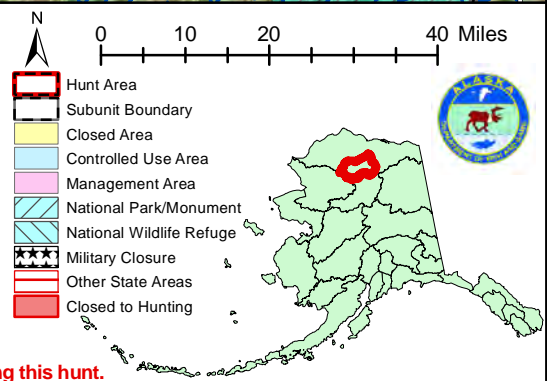 N
0 10 20 40 Miles
Hunt Area
Subunit Boundary
Closed Area
Controlled Use Area
Management Area
National Park/Monument
National Wildlife Refuge
Military Closure
Other State Areas
Closed to Hunting
ALASKA
ng this hunt.